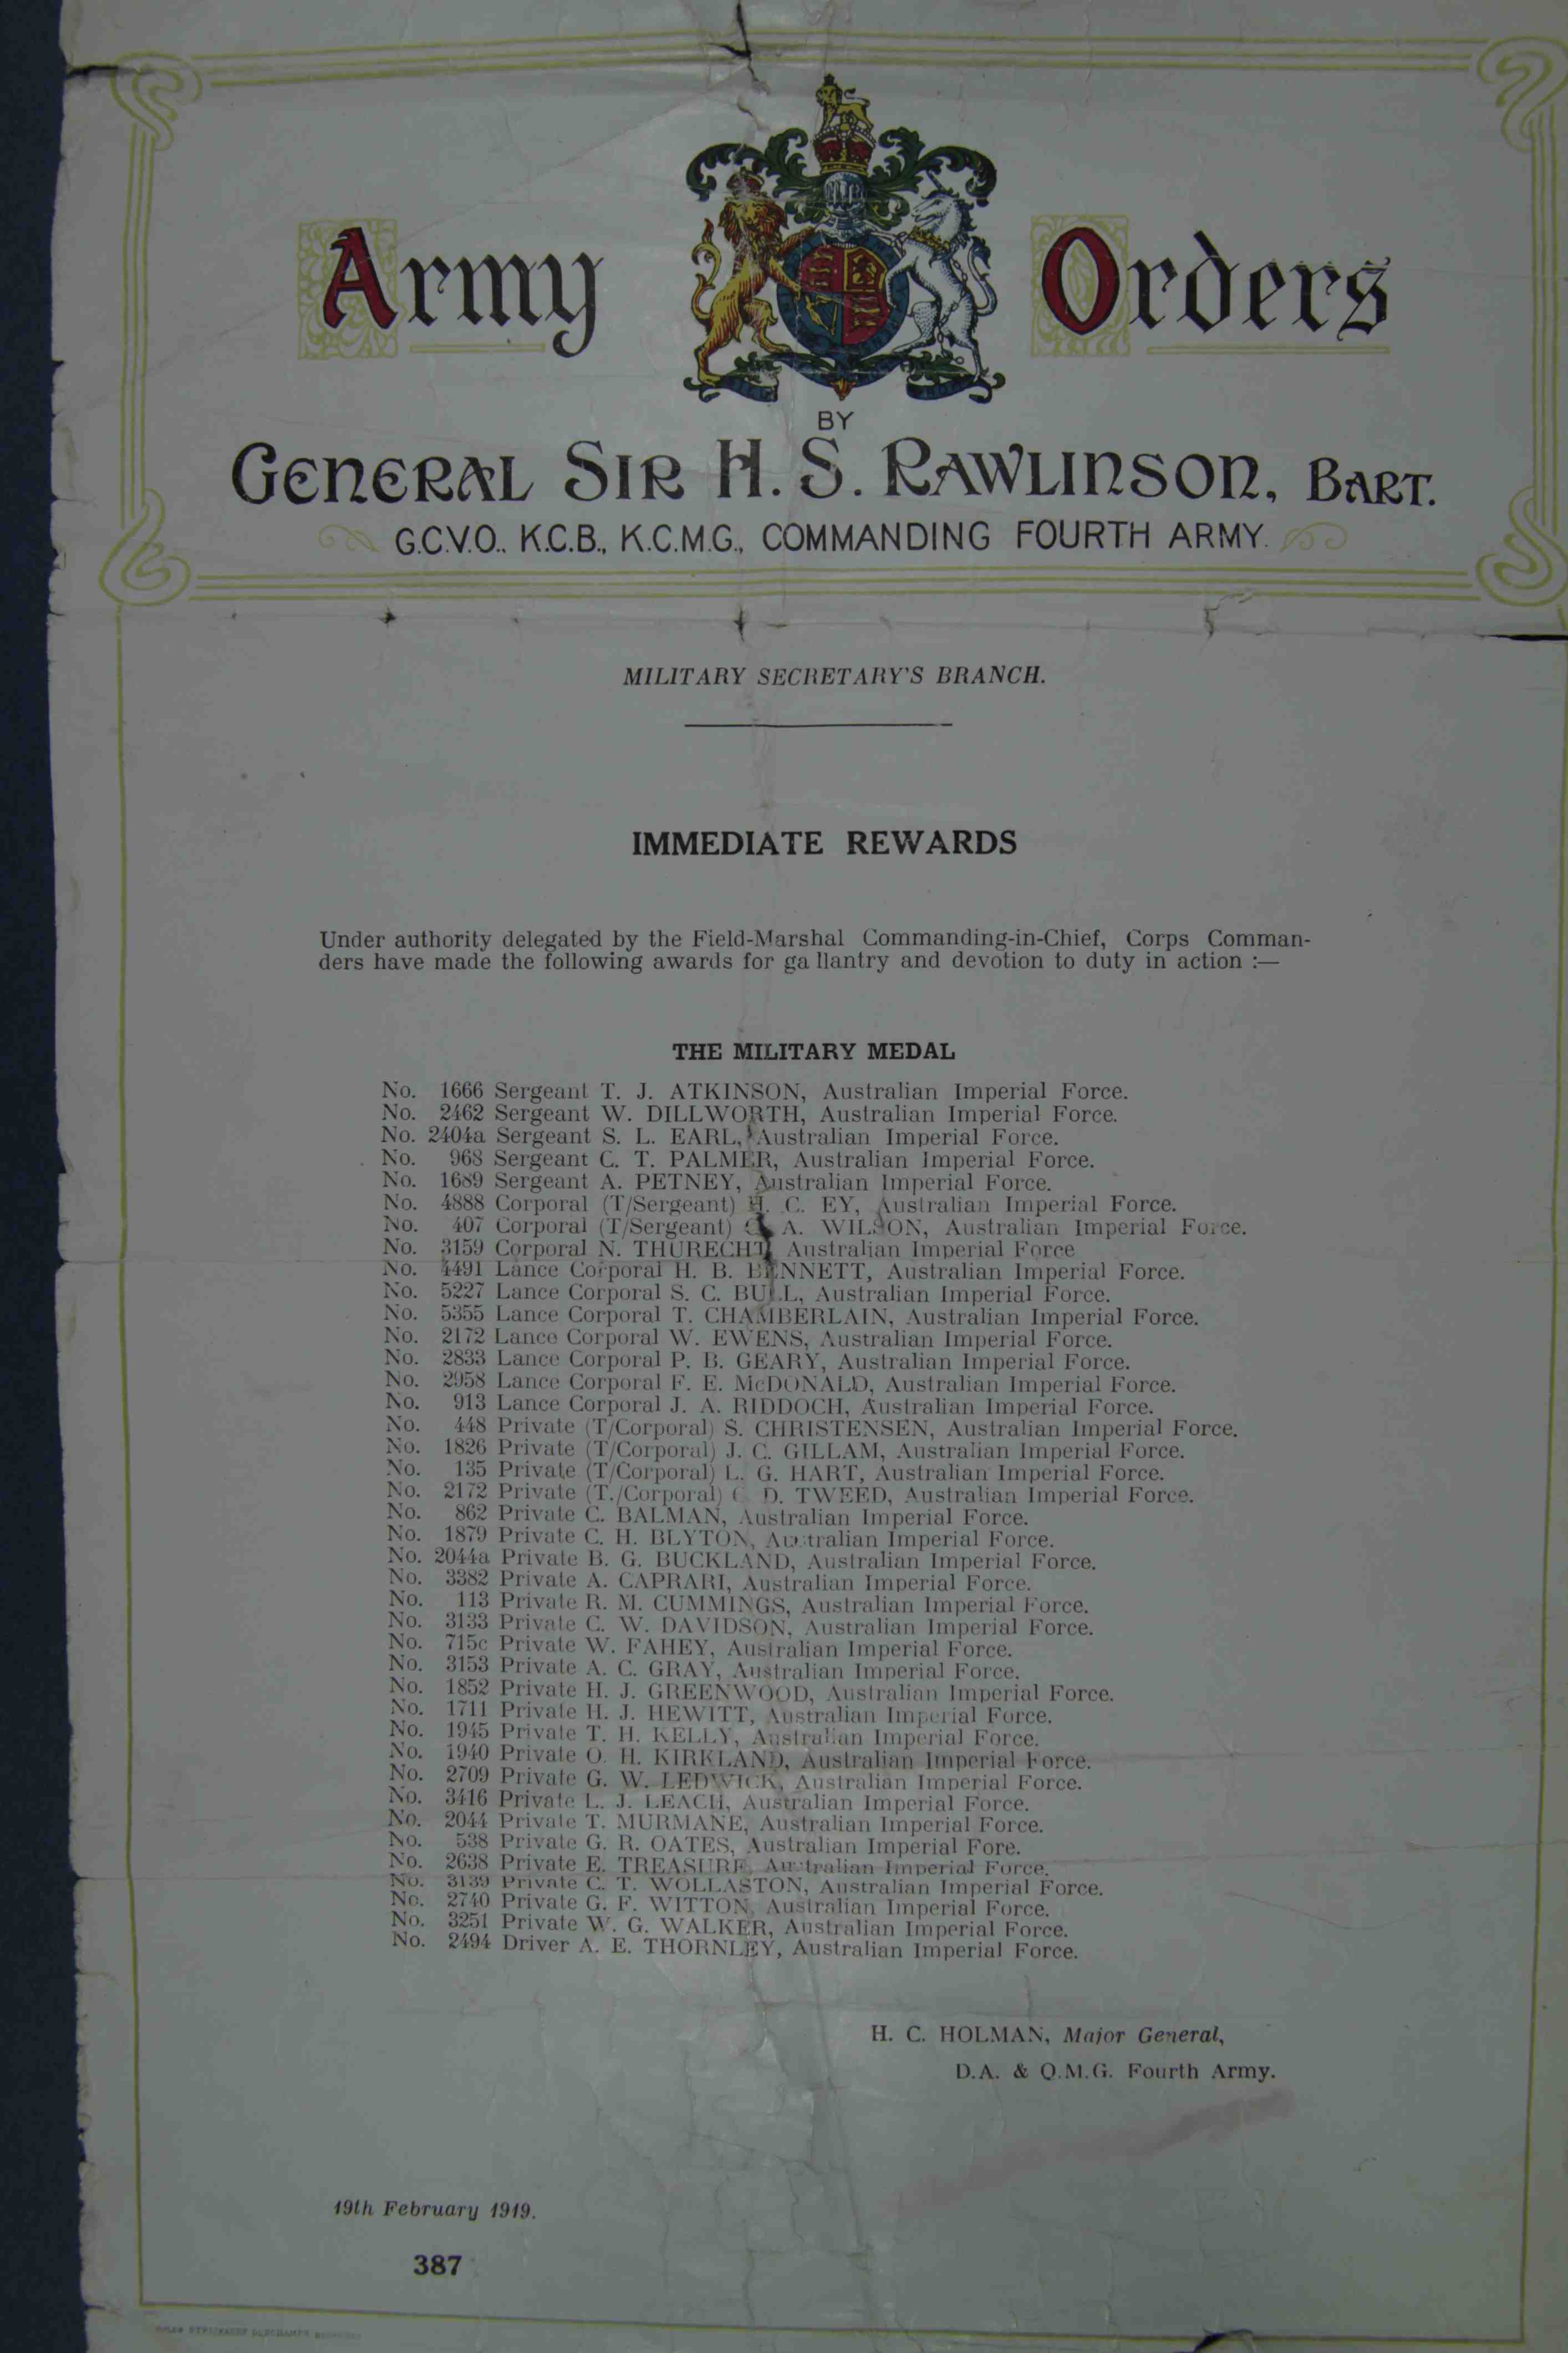 Army Orders
BY
GENERAL SIR H. S. RAWLINSON, BART.
G.C.V.O., K.C.B., K.C.M.G., COMMANDING FOURTH ARMY.
MILITARY SECRETARY'S BRANCH.
IMMEDIATE REWARDS
Under authority delegated by the Field-Marshal Commanding-in-Chief, Corps Comman-
ders have made the following awards for gallantry and devotion to duty in action :—
THE MILITARY MEDAL
No. 1666 Sergeant T. J. ATKINSON, Australian Imperial Force.
No. 2462 Sergeant W. DILLWORTH, Australian Imperial Force.
No. 2404a Sergeant S. L. EARL, Australian Imperial Force.
No. 968 Sergeant C. T. PALMER, Australian Imperial Force.
No. 1689 Sergeant A. PETNEY, Australian Imperial Force.
No. 4888 Corporal (T/Sergeant) H. C. EY, Australian Imperial Force.
No. 407 Corporal (T/Sergeant) A. WILSON, Australian Imperial Force.
No. 3159 Corporal N. THURECHT, Australian Imperial Force
No. 4491 Lance Corporal H. B. BENNETT, Australian Imperial Force.
No. 5227 Lance Corporal S. C. BULL, Australian Imperial Force.
No. 5355 Lance Corporal T. CHAMBERLAIN, Australian Imperial Force.
No. 2172 Lance Corporal W. EWENS, Australian Imperial Force.
No. 2833 Lance Corporal P. B. GEARY, Australian Imperial Force.
No. 2958 Lance Corporal F. E. McDONALD, Australian Imperial Force.
No. 913 Lance Corporal J. A. RIDDOCH, Australian Imperial Force.
No. 448 Private (T/Corporal) S. CHRISTENSEN, Australian Imperial Force.
No. 1826 Private (T/Corporal) J. C. GILLAM, Australian Imperial Force.
No. 135 Private (T/Corporal) L. G. HART, Australian Imperial Force.
No. 2172 Private (T./Corporal) D. TWEED, Australian Imperial Force.
No. 862 Private C. BALMAN, Australian Imperial Force.
No. 1879 Private C. H. BLYTON, Australian Imperial Force.
No. 2044a Private B. G. BUCKLAND, Australian Imperial Force.
No. 3382 Private A. CAPRARI, Australian Imperial Force.
No. 113 Private R. M. CUMMINGS, Australian Imperial Force.
No. 3133 Private C. W. DAVIDSON, Australian Imperial Force.
No. 715c Private W. FAHEY, Australian Imperial Force.
No. 3153 Private A. C. GRAY, Australian Imperial Force.
No. 1852 Private H. J. GREENWOOD, Australian Imperial Force.
No. 1711 Private H. J. HEWITT, Australian Imperial Force.
No. 1945 Private T. H. KELLY, Australian Imperial Force.
No. 1940 Private O. H. KIRKLAND, Australian Imperial Force.
No. 2709 Private G. W. LEDWICK, Australian Imperial Force.
No. 3416 Private L. J. LEACH, Australian Imperial Force.
No. 2044 Private T. MURMANE, Australian Imperial Force.
No. 538 Private G. R. OATES, Australian Imperial Fore.
No. 2638 Private E. TREASURE, Australian Imperial Force.
No. 3139 Private C. T. WOLLASTON, Australian Imperial Force.
No. 2740 Private G. F. WITTON, Australian Imperial Force.
No. 3251 Private W. G. WALKER, Australian Imperial Force.
No. 2494 Driver A. E. THORNLEY, Australian Imperial Force.
H. C. HOLMAN, Major General,
D.A. & Q.M.G. Fourth Army.
19th February 1919.
387